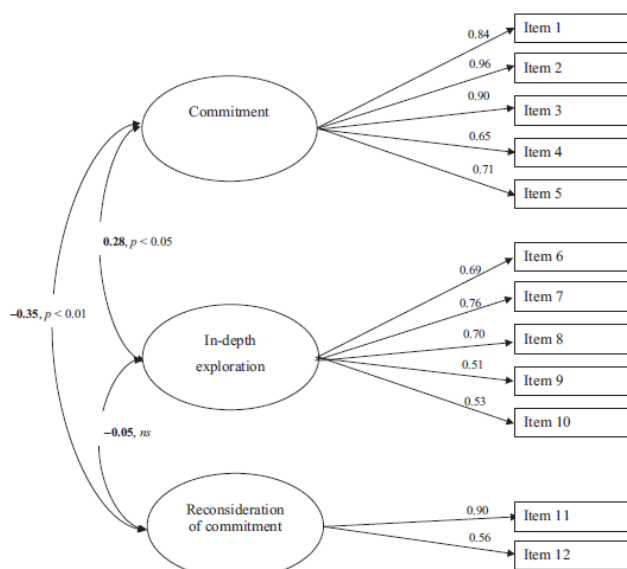 0.84
Item 1
0.96
Item 2
Commitment
0.90
Item 3
0.65
Item 4
0.71
Item 5
0.28, p < 0.05
0.69
Item 6
0.76
Item 7
–0.35, p < 0.01
In-depth
exploration
0.70
Item 8
0.51
Item 9
0.53
Item 10
–0.05, ns
Reconsideration
of commitment
0.90
Item 11
0.56
Item 12